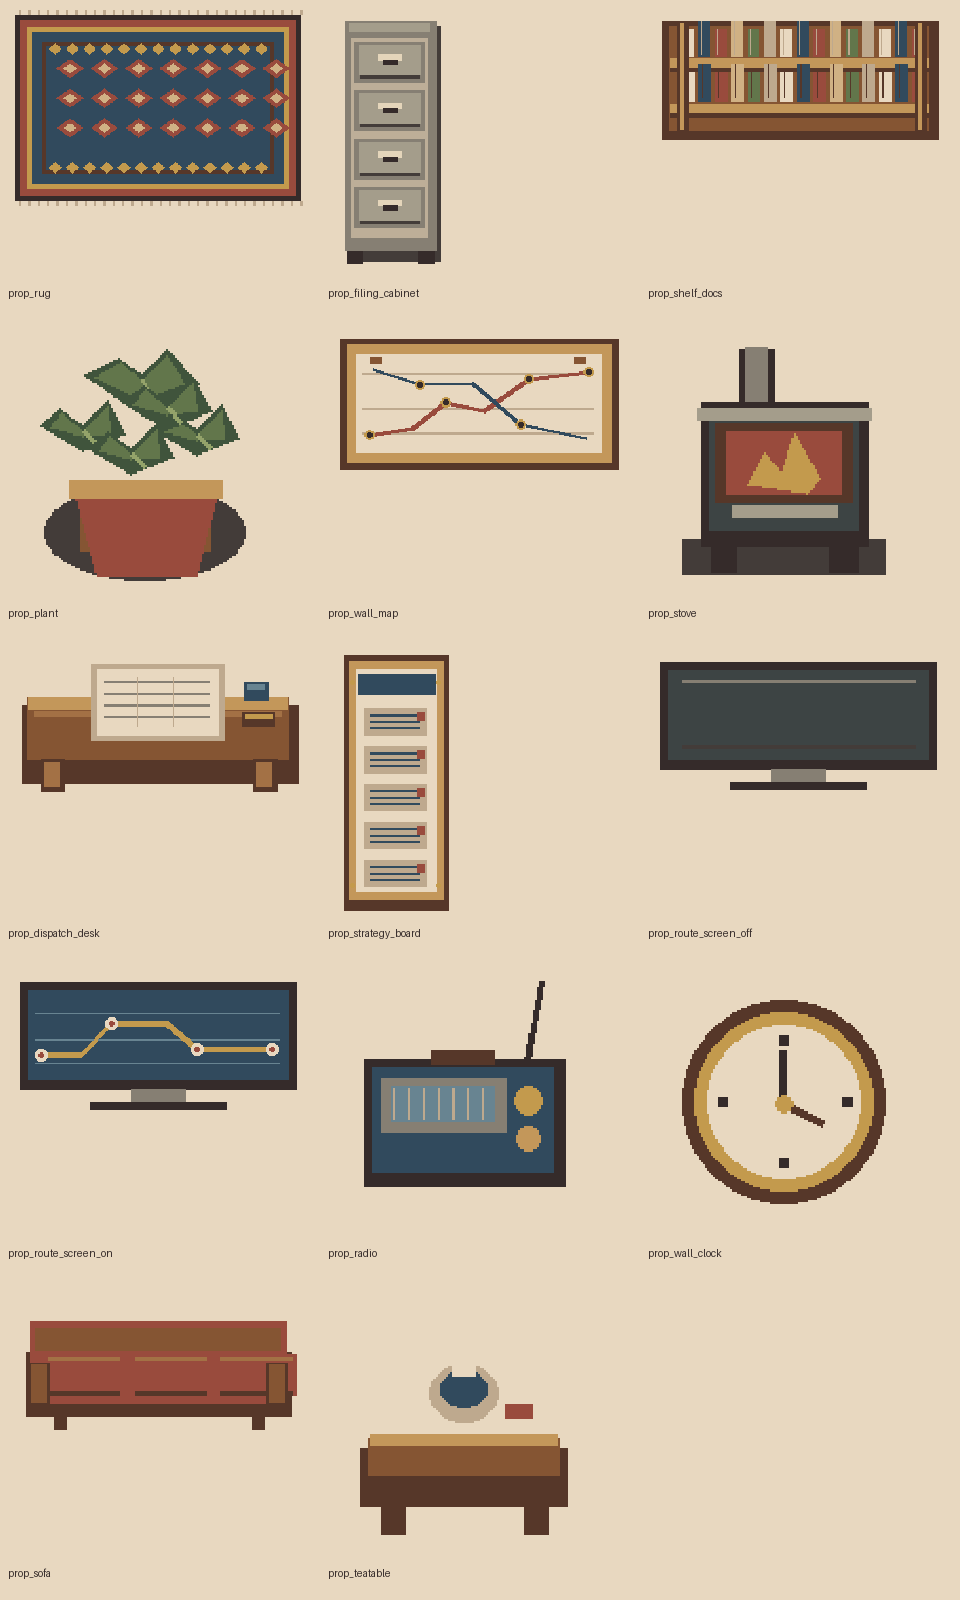 prop_rug
prop_filing_cabinet
prop_shelf_docs
prop_plant
prop_wall_map
prop_stove
prop_dispatch_desk
prop_strategy_board
prop_route_screen_off
prop_route_screen_on
prop_radio
prop_wall_clock
prop_sofa
prop_teatable